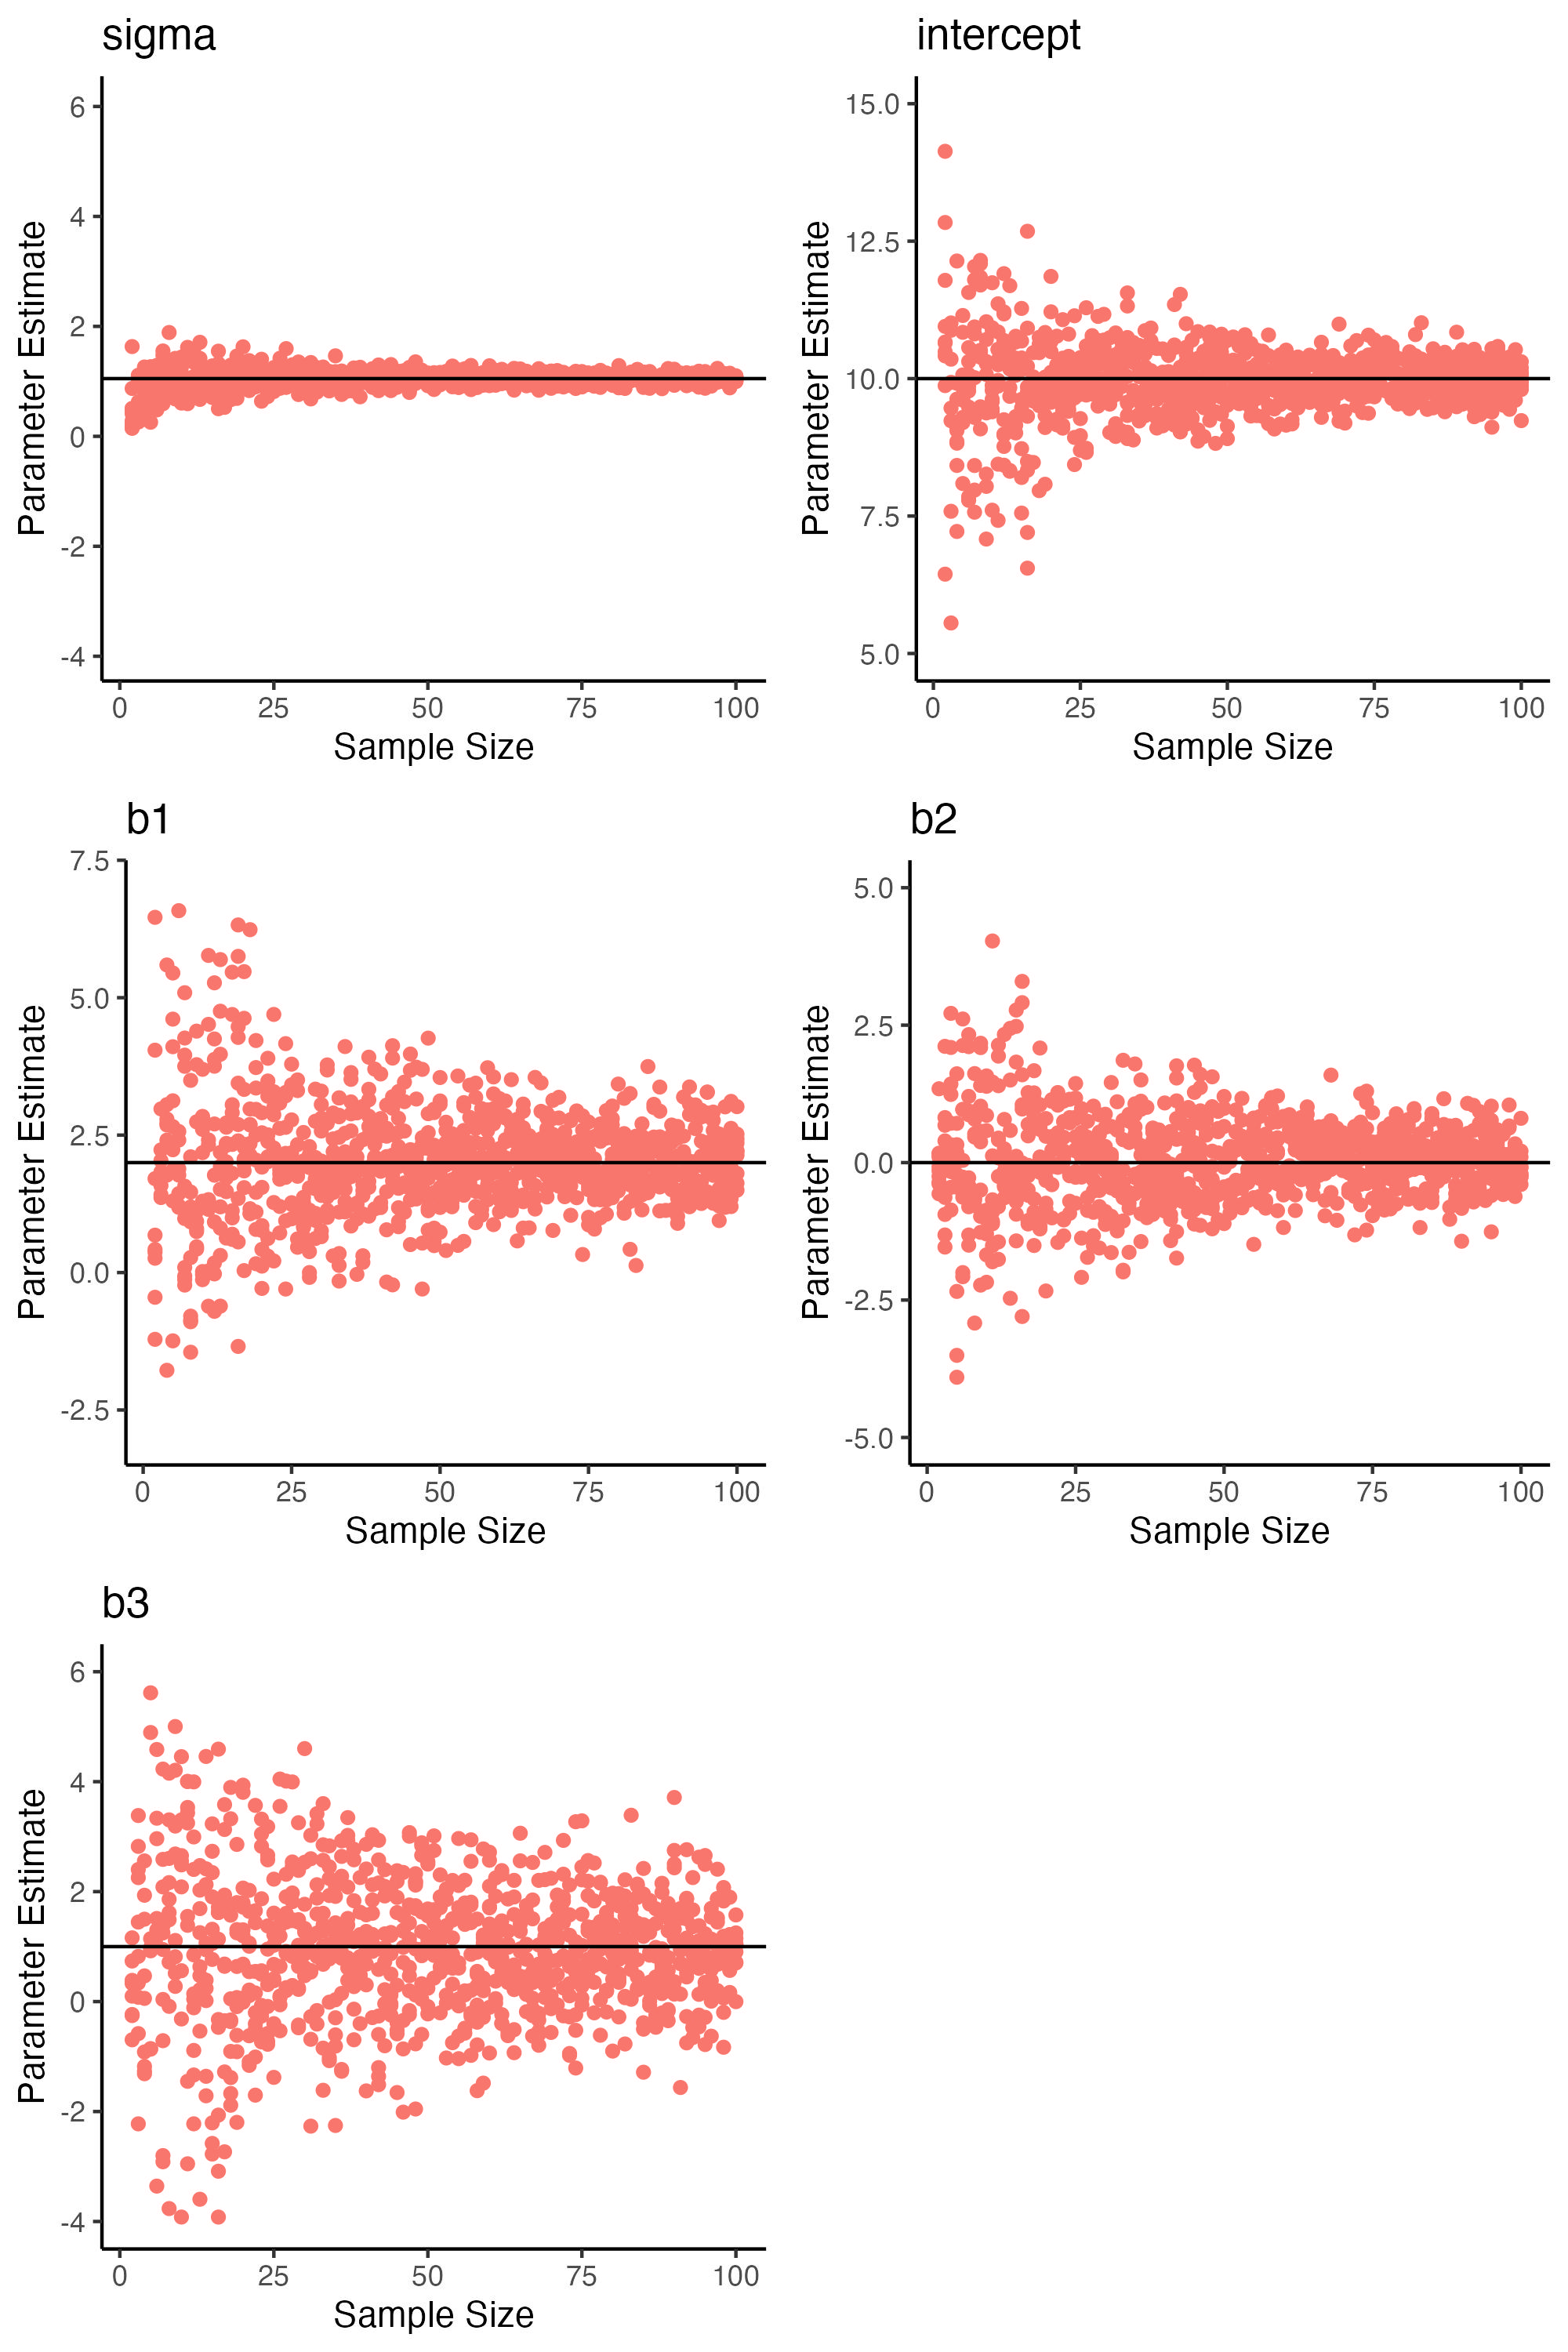 sigma
Parameter Estimate
6
4
2
0
-2
-4
0 25 50 75 100
Sample Size
intercept
Parameter Estimate
15.0
12.5
10.0
7.5
5.0
0 25 50 75 100
Sample Size
b1
Parameter Estimate
7.5
5.0
2.5
0.0
-2.5
0 25 50 75 100
Sample Size
b2
Parameter Estimate
5.0
2.5
0.0
-2.5
-5.0
0 25 50 75 100
Sample Size
b3
Parameter Estimate
6
4
2
0
-2
-4
0 25 50 75 100
Sample Size